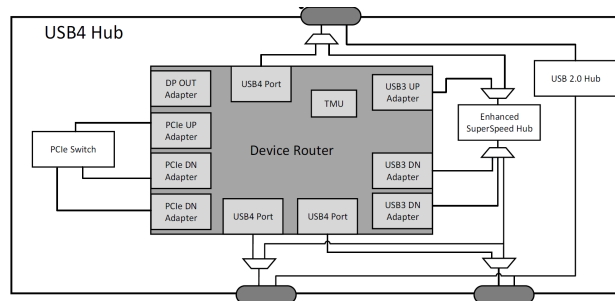 USB4 Hub
DP OUT
Adapter
USB4 Port
USB3 UP
Adapter
USB 2.0 Hub
TMU
PCIe UP
Adapter
Enhanced
SuperSpeed Hub
PCIe Switch
Device Router
PCIe DN
Adapter
USB3 DN
Adapter
PCIe DN
Adapter
USB4 Port
USB4 Port
USB3 DN
Adapter